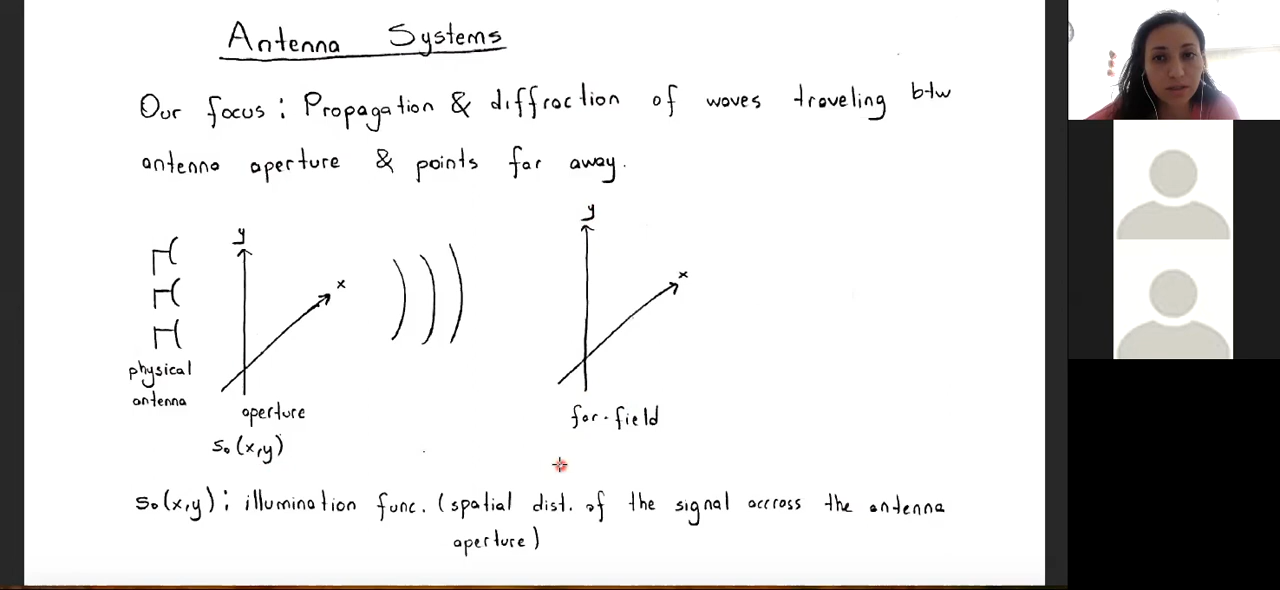 Antenna Systems
Our focus: Propagation & diffraction of waves traveling btw
antenna aperture & points far away.
y
x
physical
antenna
aperture
s₀(x,y)
y
x
far-field
s₀(x,y): illumination func. (spatial dist. of the signal accross the antenna
aperture)